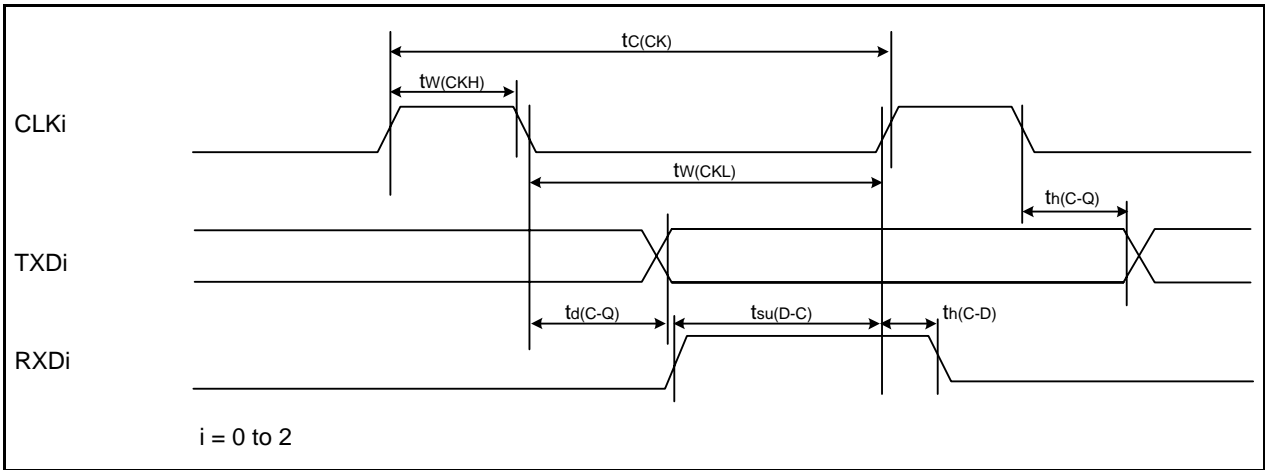 tC(CK)
tW(CKH)
CLKi
tW(CKL)
th(C-Q)
TXDi
td(C-Q)
tsu(D-C)
th(C-D)
RXDi
i = 0 to 2